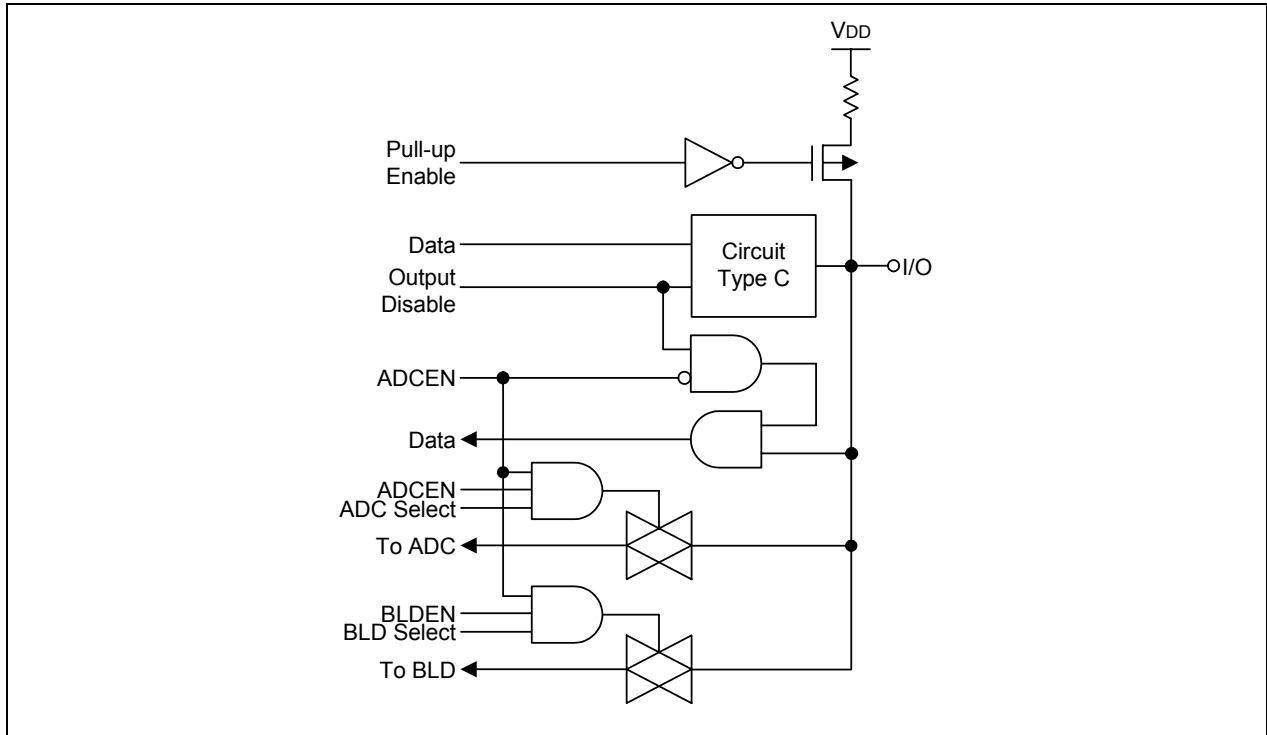 VDD
Pull-up
Enable
Data
Circuit
Type C
Output
Disable
I/O
ADCEN
Data
ADCEN
ADC Select
To ADC
BLDEN
BLD Select
To BLD